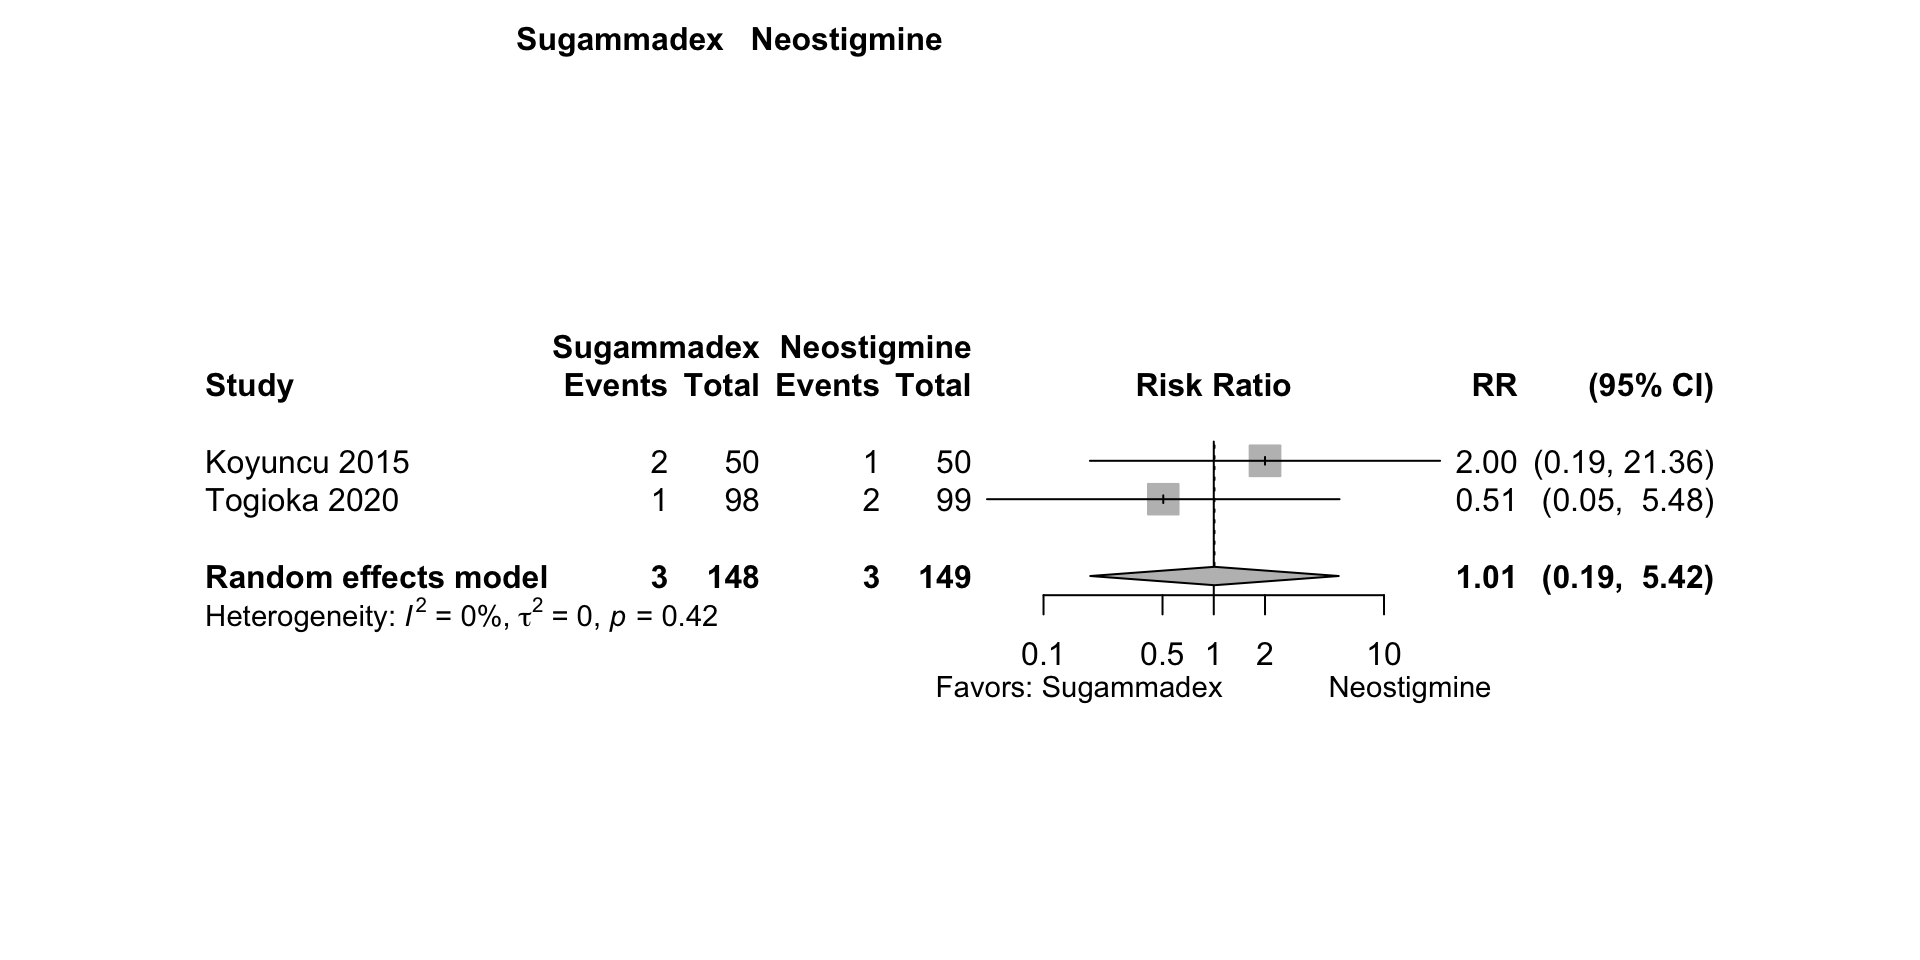 Sugammadex Neostigmine
Sugammadex Neostigmine
Study Events Total Events Total Risk Ratio RR (95% CI)
Koyuncu 2015 2 50 1 50 2.00 (0.19, 21.36)
Togioka 2020 1 98 2 99 0.51 (0.05, 5.48)
Random effects model 3 148 3 149 1.01 (0.19, 5.42)
Heterogeneity: I² = 0%, τ² = 0, p = 0.42
0.1 0.5 1 2 10
Favors: Sugammadex Neostigmine